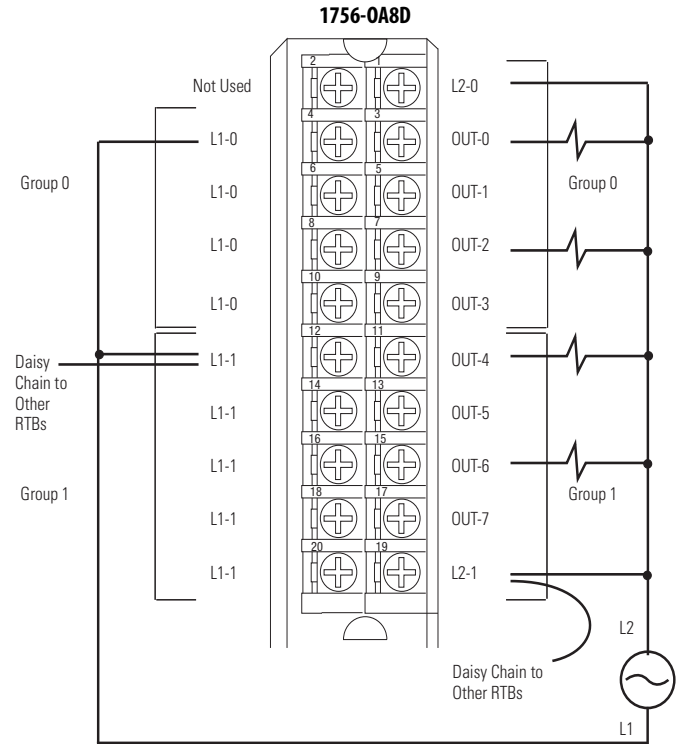 1756-OA8D
2 1
Not Used L2-0
4 3
L1-0 OUT-0
6 5
Group 0 L1-0 OUT-1 Group 0
8 7
L1-0 OUT-2
10 9
L1-0 OUT-3
12 11
L1-1 OUT-4
Daisy
Chain to
Other
RTBs
14 13
L1-1 OUT-5
16 15
L1-1 OUT-6
Group 1 Group 1
18 17
L1-1 OUT-7
20 19
L1-1 L2-1
L2
Daisy Chain to
Other RTBs
L1